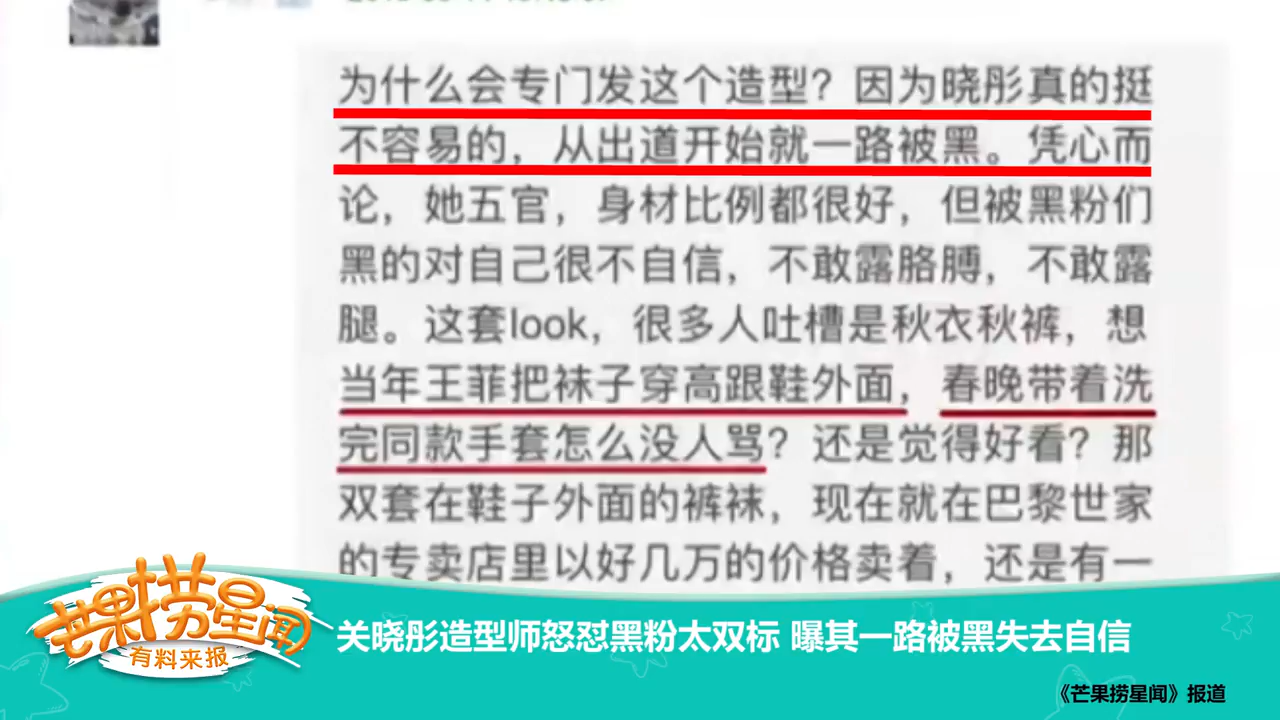 为什么会专门发这个造型？因为晓彤真的挺
不容易的，从出道开始就一路被黑。凭心而
论，她五官，身材比例都很好，但被黑粉们
黑的对自己很不自信，不敢露胳膊，不敢露
腿。这套look，很多人吐槽是秋衣秋裤，想
当年王菲把袜子穿高跟鞋外面，春晚带着洗
完同款手套怎么没人骂？还是觉得好看？那
双套在鞋子外面的裤袜，现在就在巴黎世家
的专卖店里以好几万的价格卖着，还是有一
芒果捞星闻
有料来报
关晓彤造型师怒怼黑粉太双标 曝其一路被黑失去自信
《芒果捞星闻》报道